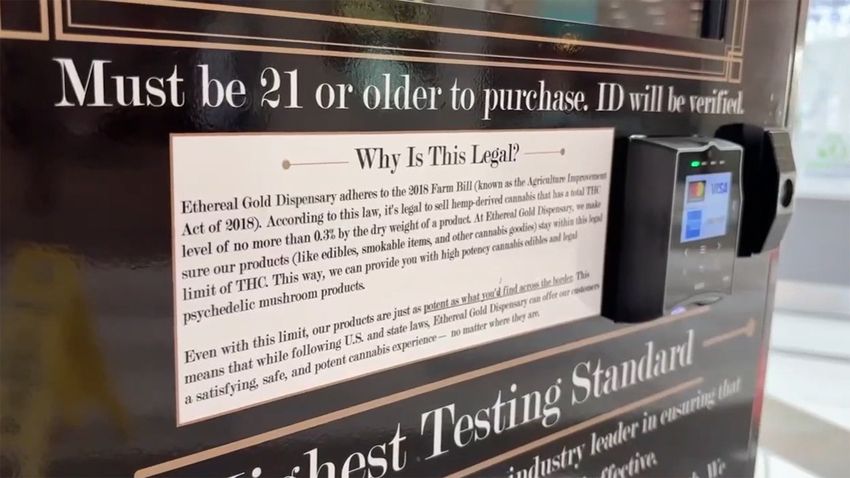 Must be 21 or older to purchase. ID will be verified.
Why Is This Legal?
Ethereal Gold Dispensary adheres to the 2018 Farm Bill (known as the Agriculture Improvement
Act of 2018). According to this law, it's legal to sell hemp-derived cannabis that has a total THC
level of no more than 0.3% by the dry weight of a product. At Ethereal Gold Dispensary, we make
sure our products (like edibles, smokable items, and other cannabis goodies) stay within this legal
limit of THC. This way, we can provide you with high potency cannabis edibles and legal
psychedelic mushroom products.
Even with this limit, our products are just as potent as what you'd find across the border. This
means that while following U.S. and state laws, Ethereal Gold Dispensary can offer our customers
a satisfying, safe, and potent cannabis experience— no matter where they are.
VISA
Highest Testing Standard
industry leader in ensuring that
effective.
We